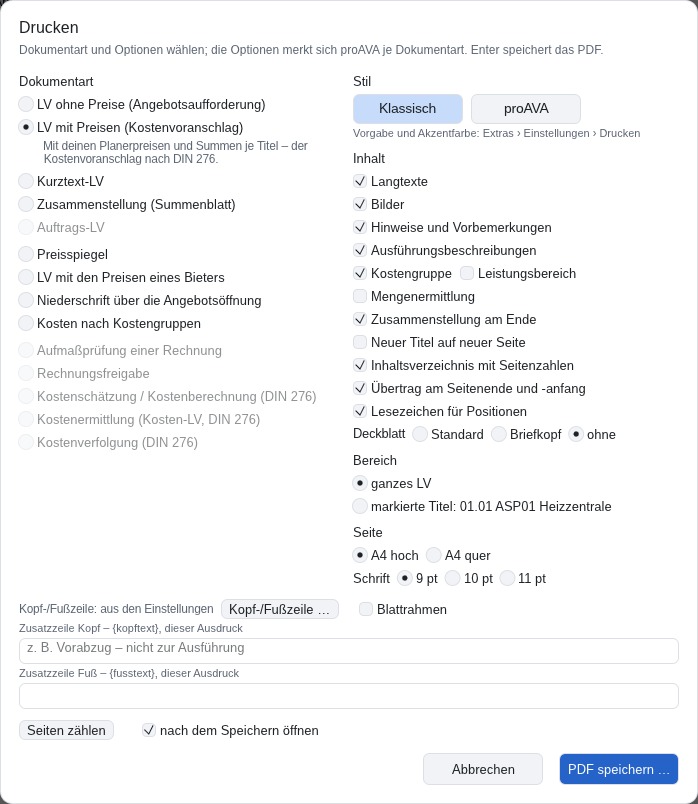 Drucken
Dokumentart und Optionen wählen; die Optionen merkt sich proAVA je Dokumentart. Enter speichert das PDF.
Dokumentart
LV ohne Preise (Angebotsaufforderung)
LV mit Preisen (Kostenvoranschlag)
Mit deinen Planerpreisen und Summen je Titel – der
Kostenvoranschlag nach DIN 276.
Kurztext-LV
Zusammenstellung (Summenblatt)
Auftrags-LV
Preisspiegel
LV mit den Preisen eines Bieters
Niederschrift über die Angebotsöffnung
Kosten nach Kostengruppen
Aufmaßprüfung einer Rechnung
Rechnungsfreigabe
Kostenschätzung / Kostenberechnung (DIN 276)
Kostenermittlung (Kosten-LV, DIN 276)
Kostenverfolgung (DIN 276)
Stil
Klassisch proAVA
Vorgabe und Akzentfarbe: Extras › Einstellungen › Drucken
Inhalt
Langtexte
Bilder
Hinweise und Vorbemerkungen
Ausführungsbeschreibungen
Kostengruppe Leistungsbereich
Mengenermittlung
Zusammenstellung am Ende
Neuer Titel auf neuer Seite
Inhaltsverzeichnis mit Seitenzahlen
Übertrag am Seitenende und -anfang
Lesezeichen für Positionen
Deckblatt Standard Briefkopf ohne
Bereich
ganzes LV
markierte Titel: 01.01 ASP01 Heizzentrale
Seite
A4 hoch A4 quer
Schrift 9 pt 10 pt 11 pt
Kopf-/Fußzeile: aus den Einstellungen Kopf-/Fußzeile … Blattrahmen
Zusatzzeile Kopf – {kopftext}, dieser Ausdruck
z. B. Vorabzug – nicht zur Ausführung
Zusatzzeile Fuß – {fusstext}, dieser Ausdruck
Seiten zählen nach dem Speichern öffnen
Abbrechen PDF speichern …